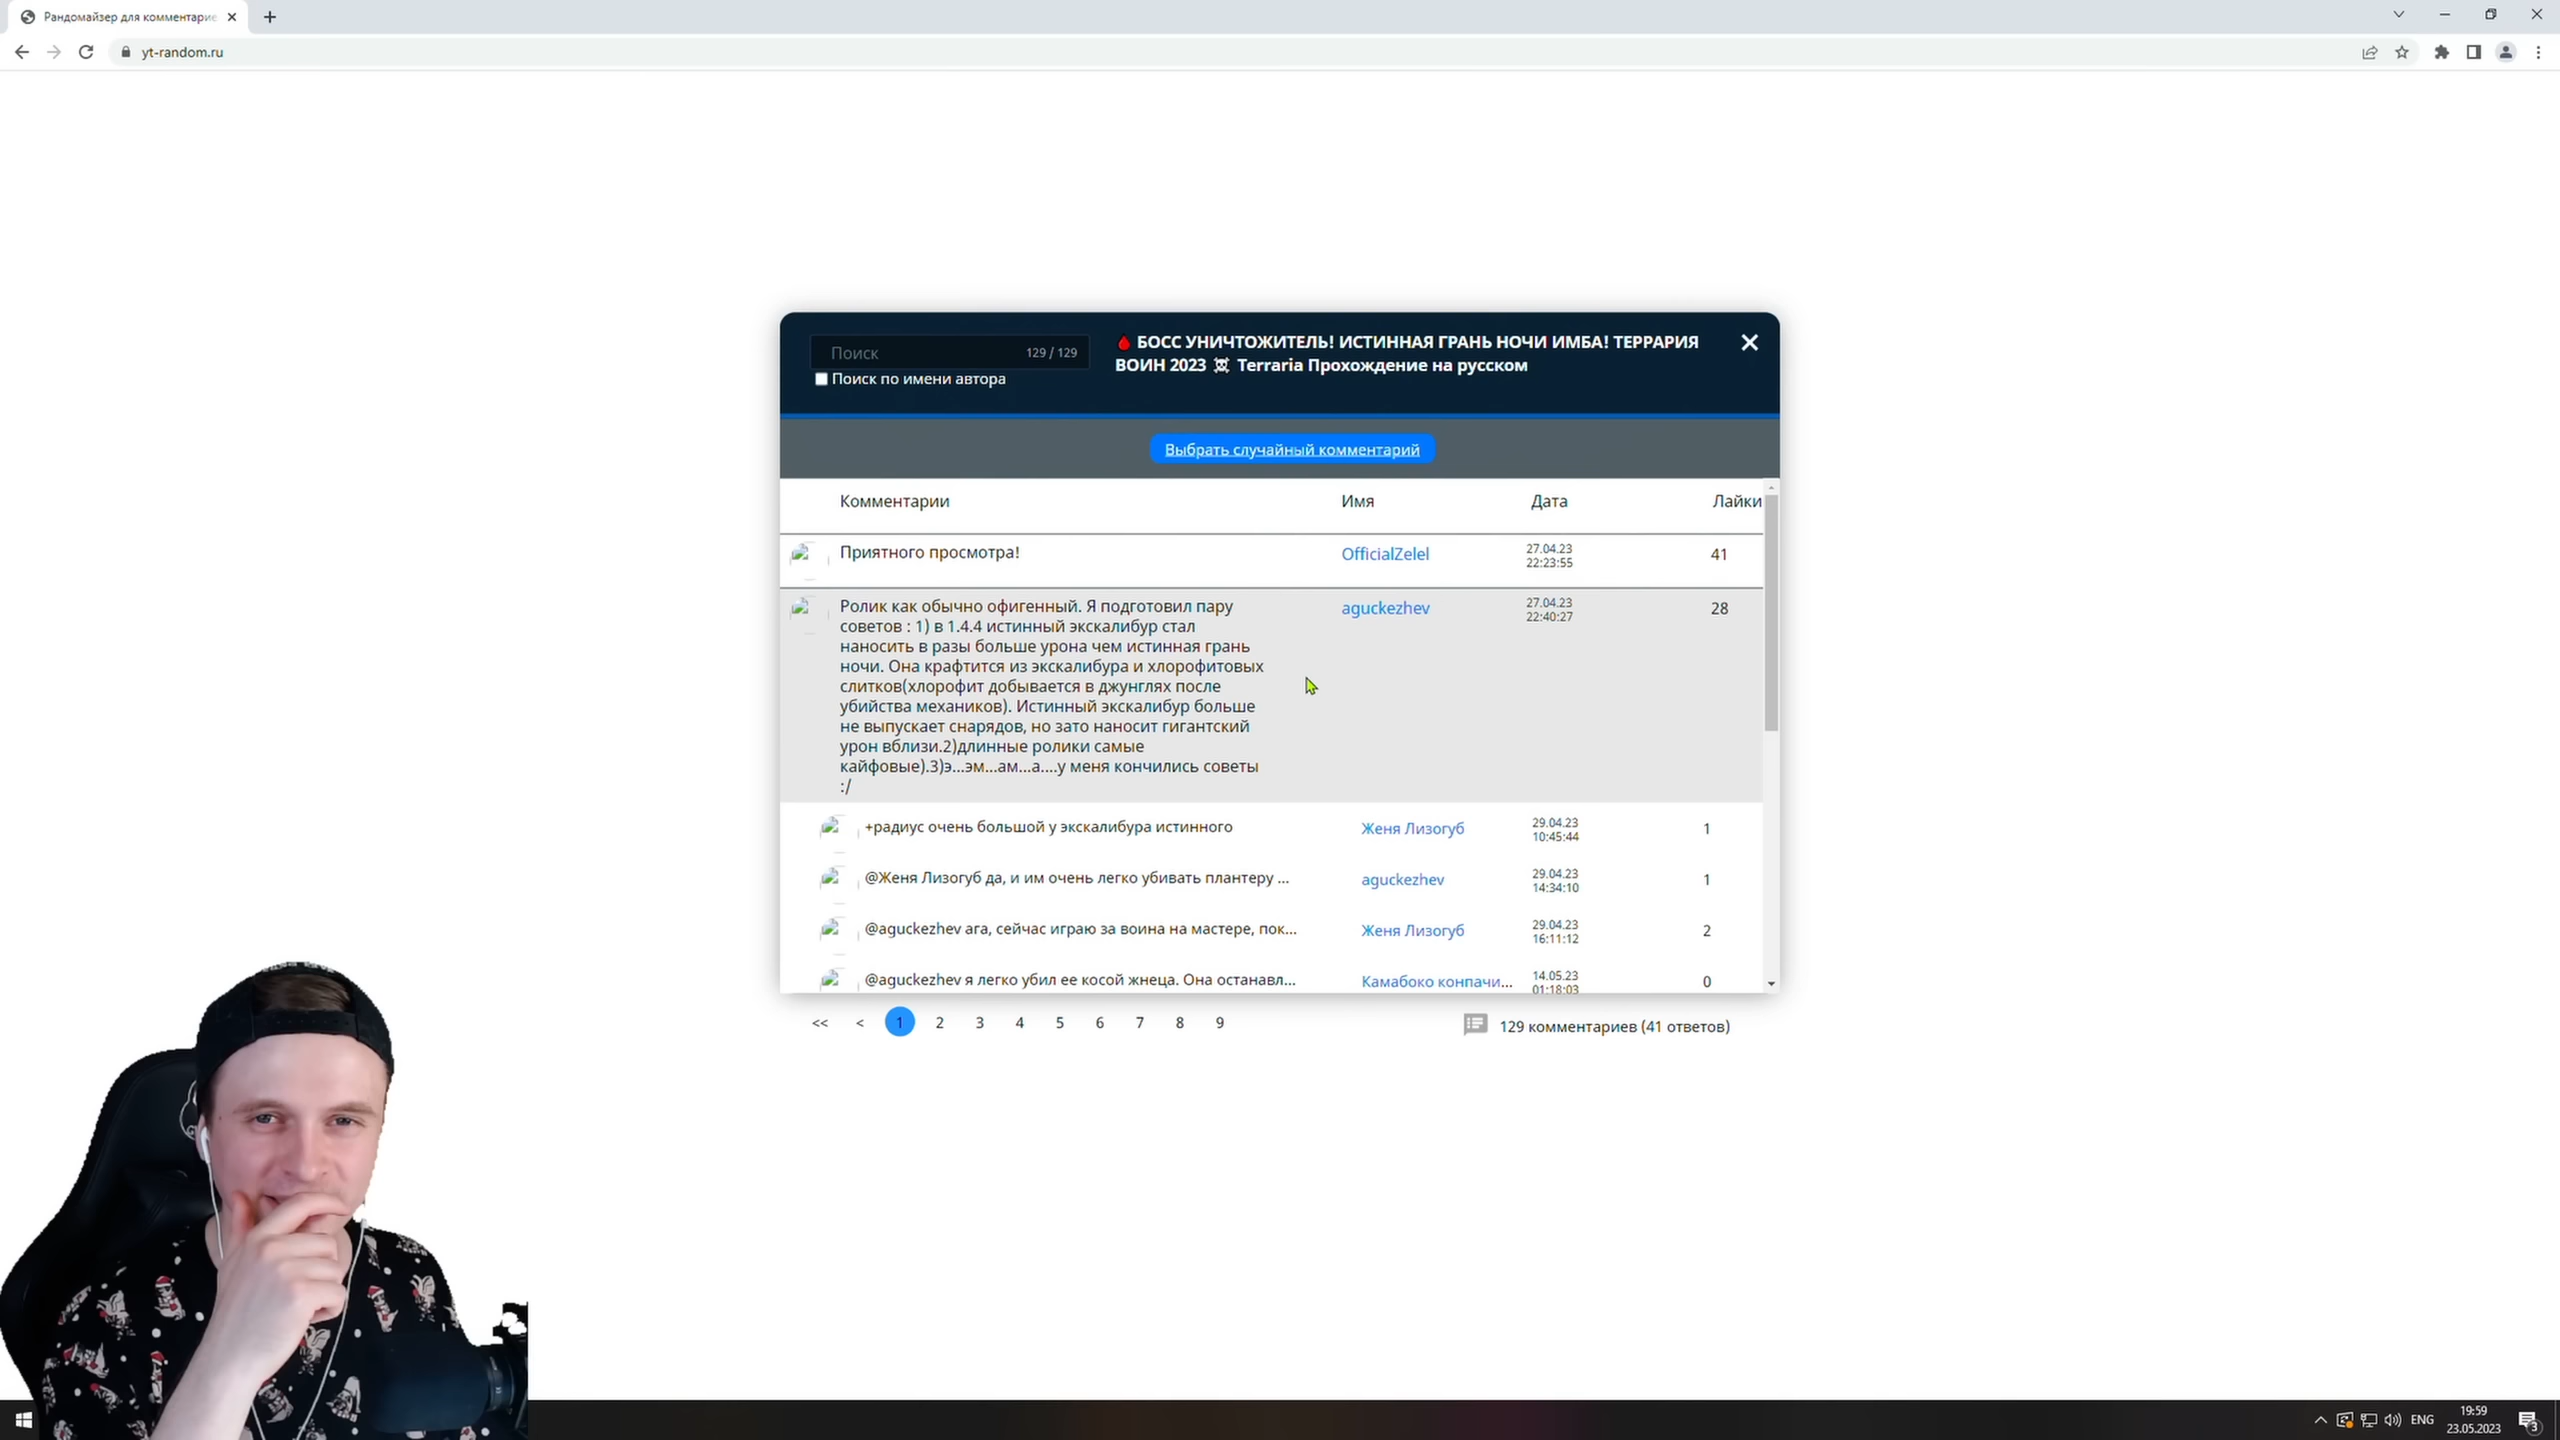 Рандомайзер для комментарие
yt-random.ru
Поиск
129 / 129
Поиск по имени автора
🩸 БОСС УНИЧТОЖИТЕЛЬ! ИСТИННАЯ ГРАНЬ НОЧИ ИМБА! ТЕРРАРИЯ
ВОИН 2023 ☠ Terraria Прохождение на русском
Выбрать случайный комментарий
Комментарии Имя Дата Лайки
Приятного просмотра! OfficialZelel 27.04.23 41
22:23:55
Ролик как обычно офигенный. Я подготовил пару aguckezhev 27.04.23 28
советов : 1) в 1.4.4 истинный экскалибур стал 22:40:27
наносить в разы больше урона чем истинная грань
ночи. Она крафтится из экскалибура и хлорофитовых
слитков(хлорофит добывается в джунглях после
убийства механиков). Истинный экскалибур больше
не выпускает снарядов, но зато наносит гигантский
урон вблизи.2)длинные ролики самые
кайфовые).3)э...эм...ам...а....у меня кончились советы
:/
+радиус очень большой у экскалибура истинного Женя Лизогуб 29.04.23 1
10:45:44
@Женя Лизогуб да, и им очень легко убивать плантеру ... aguckezhev 29.04.23 1
14:34:10
@aguckezhev ага, сейчас играю за воина на мастере, пок... Женя Лизогуб 29.04.23 2
16:11:12
@aguckezhev я легко убил ее косой жнеца. Она останавл... Камабоко конпачи... 14.05.23 0
01:18:03
<< < 1 2 3 4 5 6 7 8 9
129 комментариев (41 ответов)
ENG
19:59
23.05.2023
3